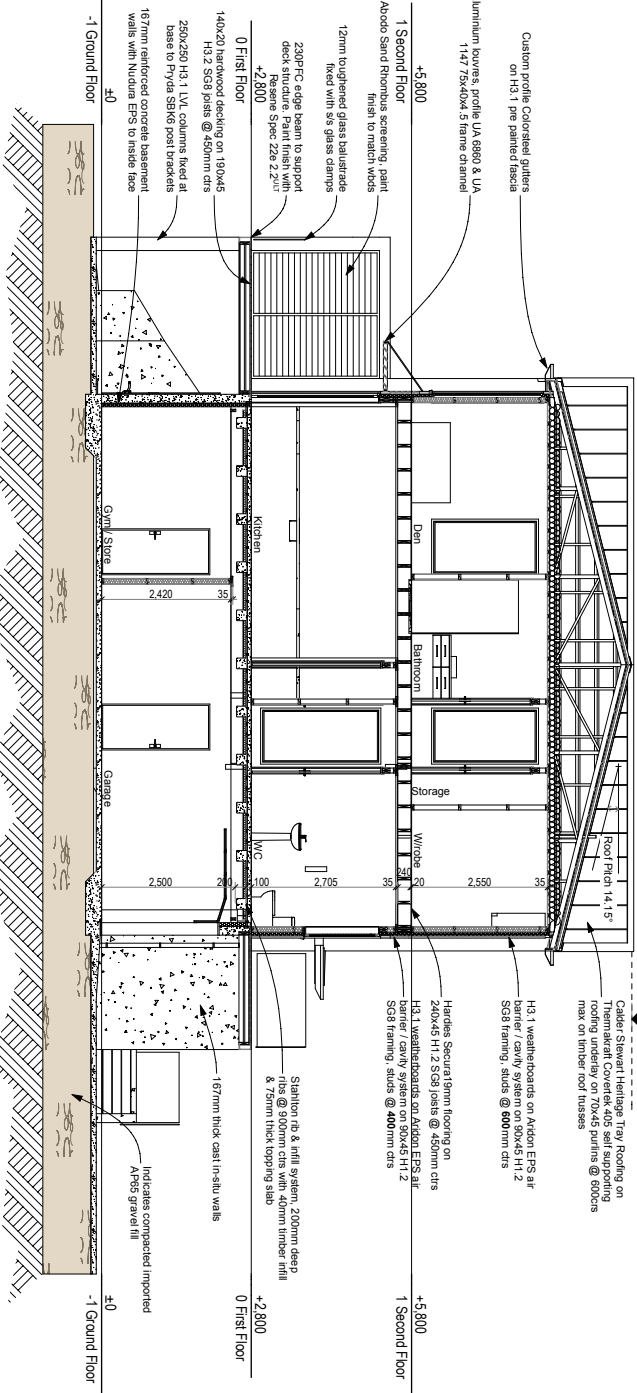 Custom profile Colorsteel gutters
on H3.1 pre painted fascia
luminium louvres, profile UA 6860 & UA
1147 75x40x4.5 frame channel
+5,800
1 Second Floor
Abodo Sand Rhombus screening, paint
finish to match wbds
12mm toughened glass balustrade
fixed with s/s glass clamps
230PFC edge beam to support
deck structure. Paint finish with
Resene Spec 22e 2.2ULT
+2,800
0 First Floor
140x20 hardwood decking on 190x45
H3.2 SG8 joists @ 450mm ctrs
250x250 H3.1 LVL columns fixed at
base to Pryda SBK6 post brackets
167mm reinforced concrete basement
walls with Nudura EPS to inside face
±0
-1 Ground Floor
Roof Pitch 14.15°
Den
Bathroom
Storage
W/robe
35
2,550
20
240
35
2,705
100
200
2,500
Kitchen
WC
35
2,420
Gym / Store
Garage
Calder Stewart Heritage Tray Roofing on
Thermakraft Covertek 405 self supporting
roofing underlay on 70x45 purlins @ 600crs
max on timber roof trusses
H3.1 weatherboards on Aridon EPS air
barrier / cavity system on 90x45 H1.2
SG8 framing, studs @ 600mm ctrs
+5,800
1 Second Floor
Hardies Secura19mm flooring on
240x45 H1.2 SG8 joists @ 450mm ctrs
H3.1 weatherboards on Aridon EPS air
barrier / cavity system on 90x45 H1.2
SG8 framing, studs @ 400mm ctrs
+2,800
0 First Floor
Stahlton rib & infill system, 200mm deep
ribs @ 900mm ctrs with 40mm timber infill
& 75mm thick topping slab
167mm thick cast in-situ walls
Indicates compacted imported
AP65 gravel fill
±0
-1 Ground Floor